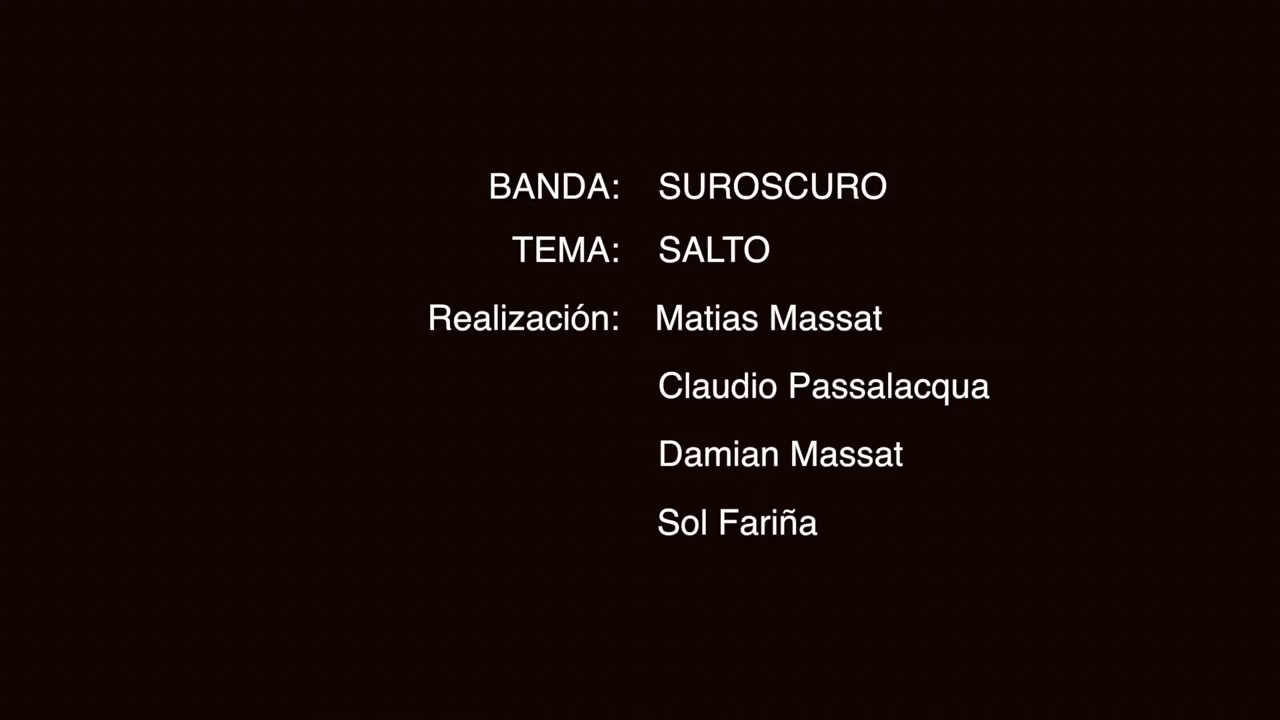 BANDA: SUROSCURO
TEMA: SALTO
Realización: Matias Massat
Claudio Passalacqua
Damian Massat
Sol Fariña